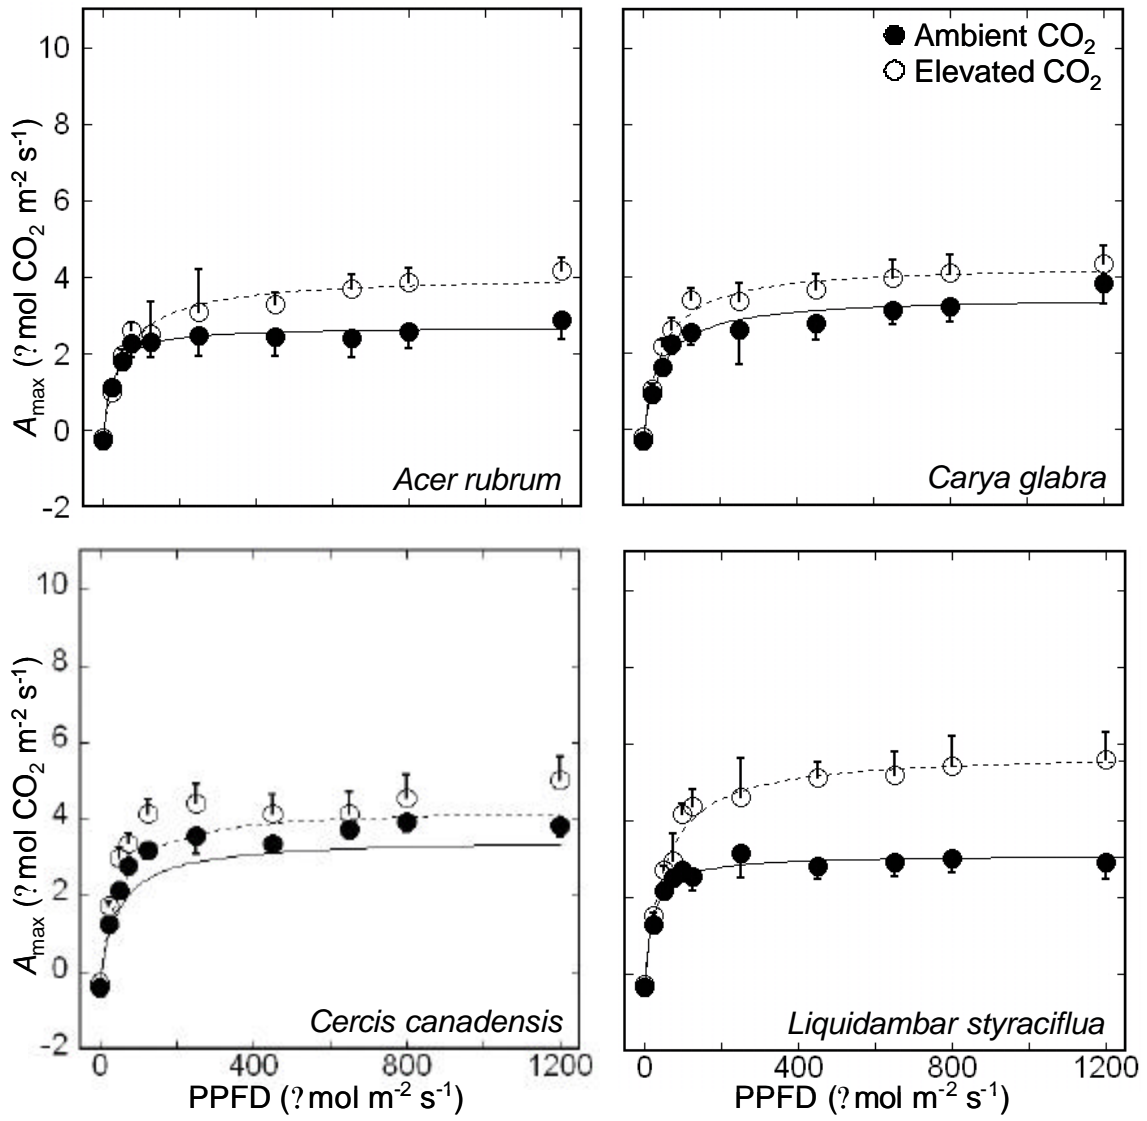 Ambient CO2
Elevated CO2
10
8
6
4
2
0
-2
Amax (?mol CO2 m-2 s-1)
Acer rubrum
Carya glabra
10
8
6
4
2
0
-2
Amax (?mol CO2 m-2 s-1)
Cercis canadensis
Liquidambar styraciflua
0 400 800 1200
0 400 800 1200
PPFD (?mol m-2 s-1)
PPFD (?mol m-2 s-1)